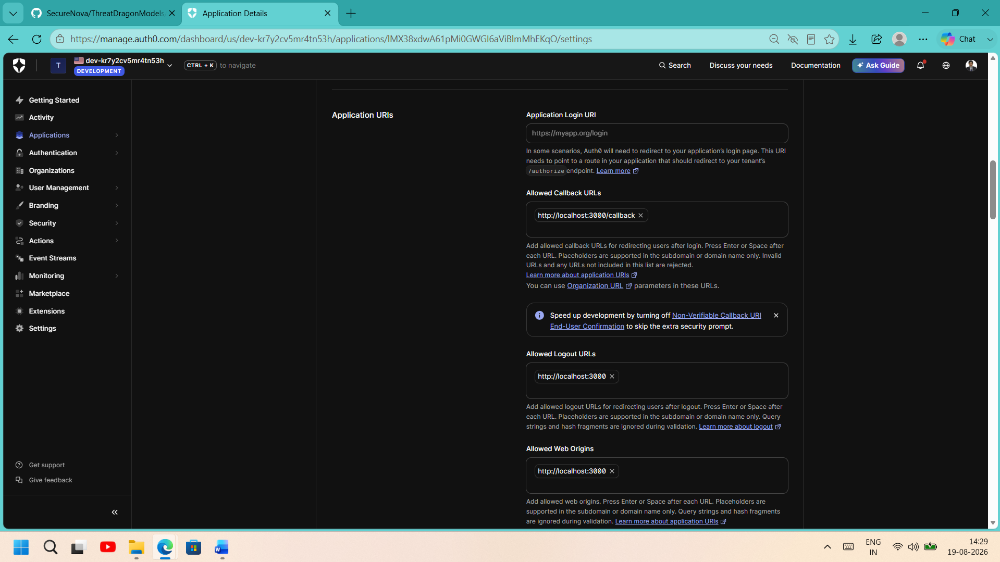 SecureNova/ThreatDragonModels/
Application Details
https://manage.auth0.com/dashboard/us/dev-kr7y2cv5mr4tn53h/applications/lMX38xdwA61pMi0GWGI6aViBlmMhEKqO/settings
Chat
T
dev-kr7y2cv5mr4tn53h
DEVELOPMENT
CTRL + K to navigate
Search
Discuss your needs
Documentation
Ask Guide
Getting Started
Activity
Applications
Authentication
Organizations
User Management
Branding
Security
Actions
Event Streams
Monitoring
Marketplace
Extensions
Settings
Get support
Give feedback
Application URIs
Application Login URI
https://myapp.org/login
In some scenarios, Auth0 will need to redirect to your application's login page. This URI
needs to point to a route in your application that should redirect to your tenant's
/authorize endpoint. Learn more
Allowed Callback URLs
http://localhost:3000/callback
Add allowed callback URLs for redirecting users after login. Press Enter or Space after
each URL. Placeholders are supported in the subdomain or domain name only. Invalid
URLs and any URLs not included in this list are rejected.
Learn more about application URIs
You can use Organization URL parameters in these URLs.
Speed up development by turning off Non-Verifiable Callback URI
End-User Confirmation to skip the extra security prompt.
Allowed Logout URLs
http://localhost:3000
Add allowed logout URLs for redirecting users after logout. Press Enter or Space after
each URL. Placeholders are supported in the subdomain or domain name only. Query
strings and hash fragments are ignored during validation. Learn more about logout
Allowed Web Origins
http://localhost:3000
Add allowed web origins. Press Enter or Space after each URL. Placeholders are
supported in the subdomain or domain name only. Query strings and hash fragments
are ignored during validation. Learn more about application URIs
ENG
IN
14:29
19-08-2026